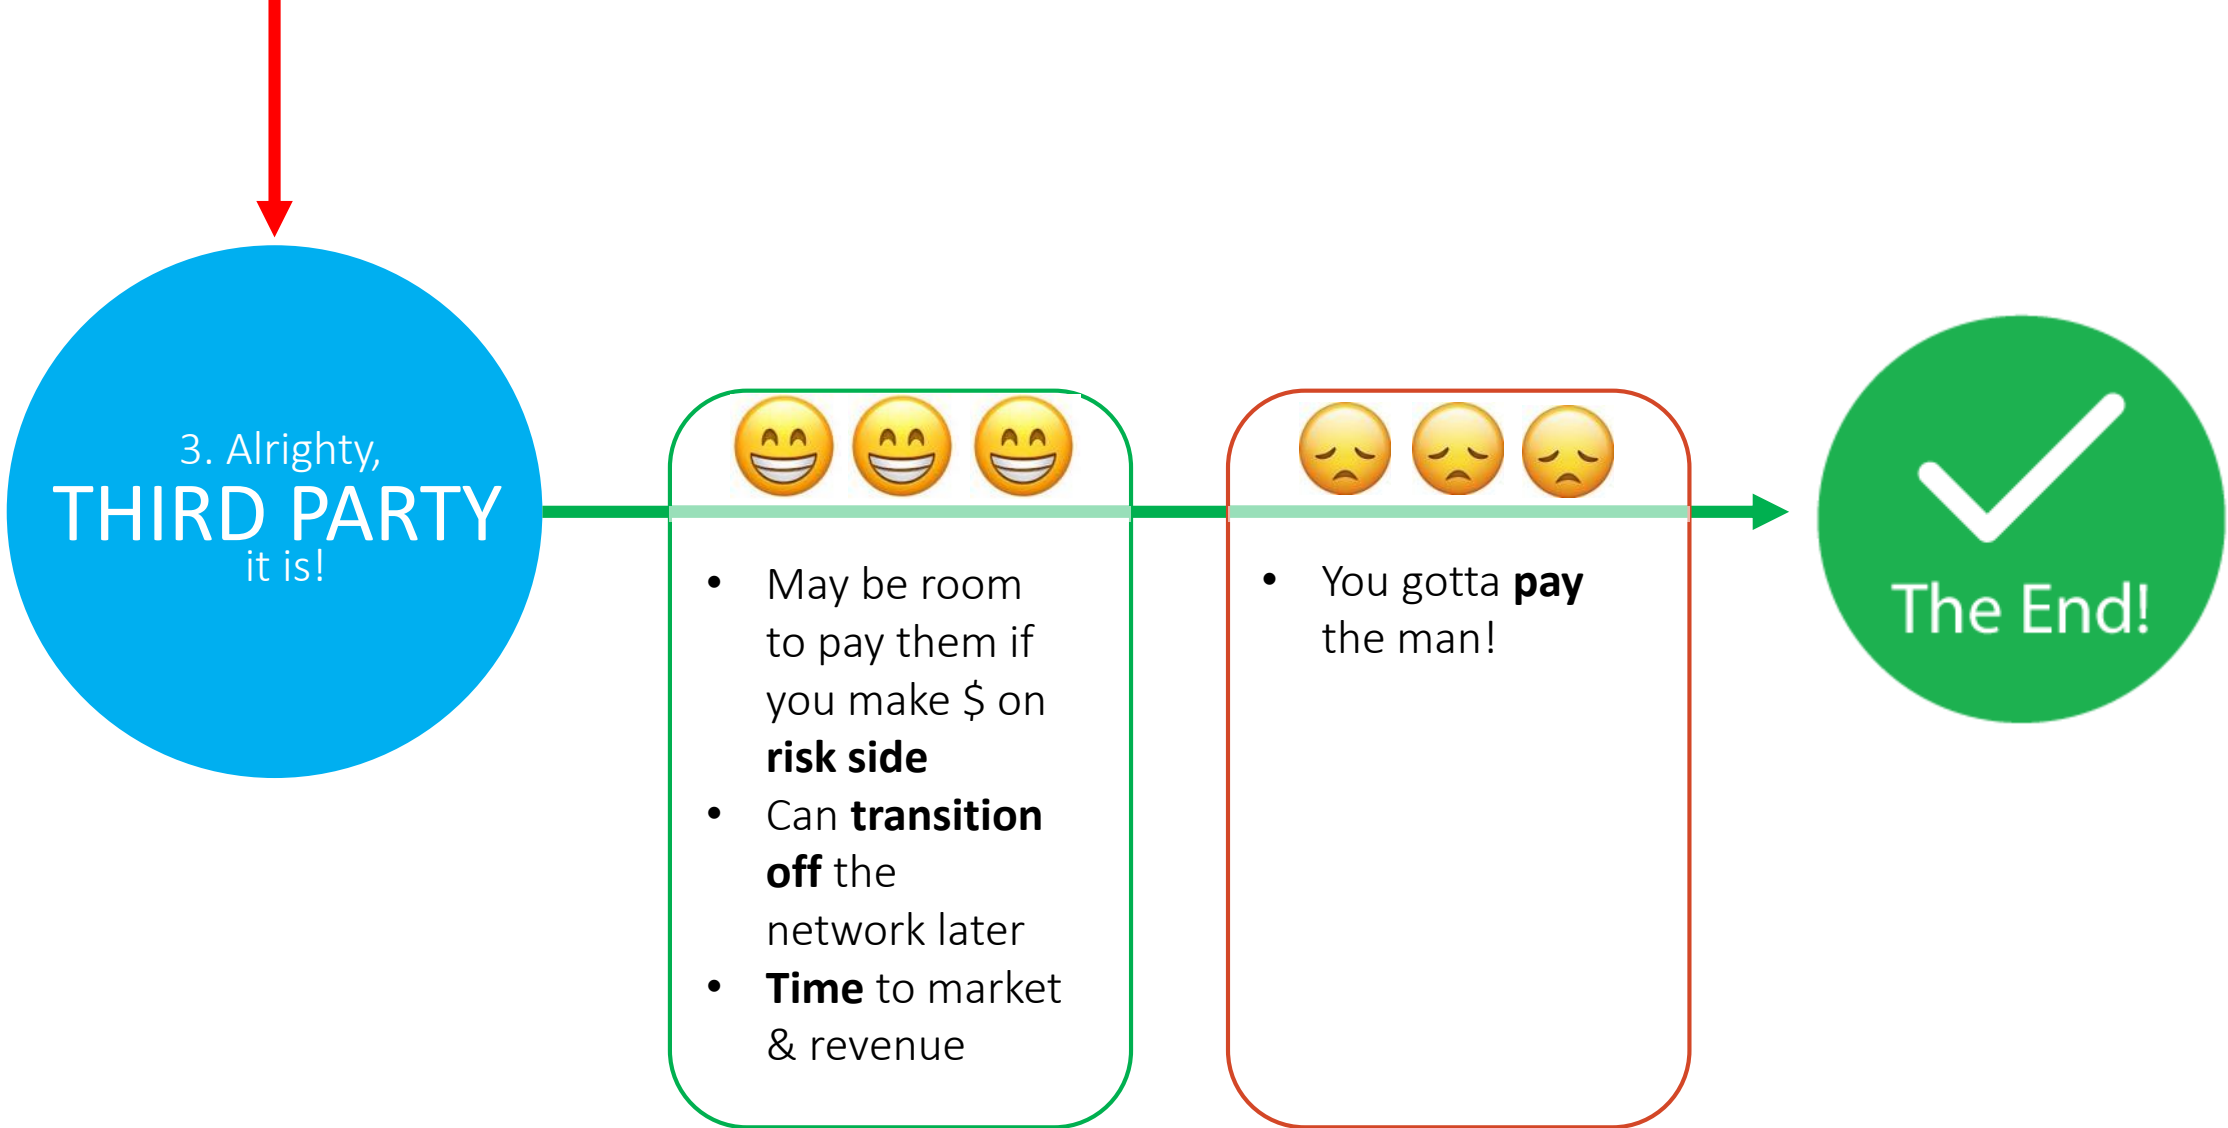 3. Alrighty,
THIRD PARTY
it is!
• May be room
to pay them if
you make $ on
risk side
• Can transition
off the
network later
• Time to market
& revenue
• You gotta pay
the man!
The End!